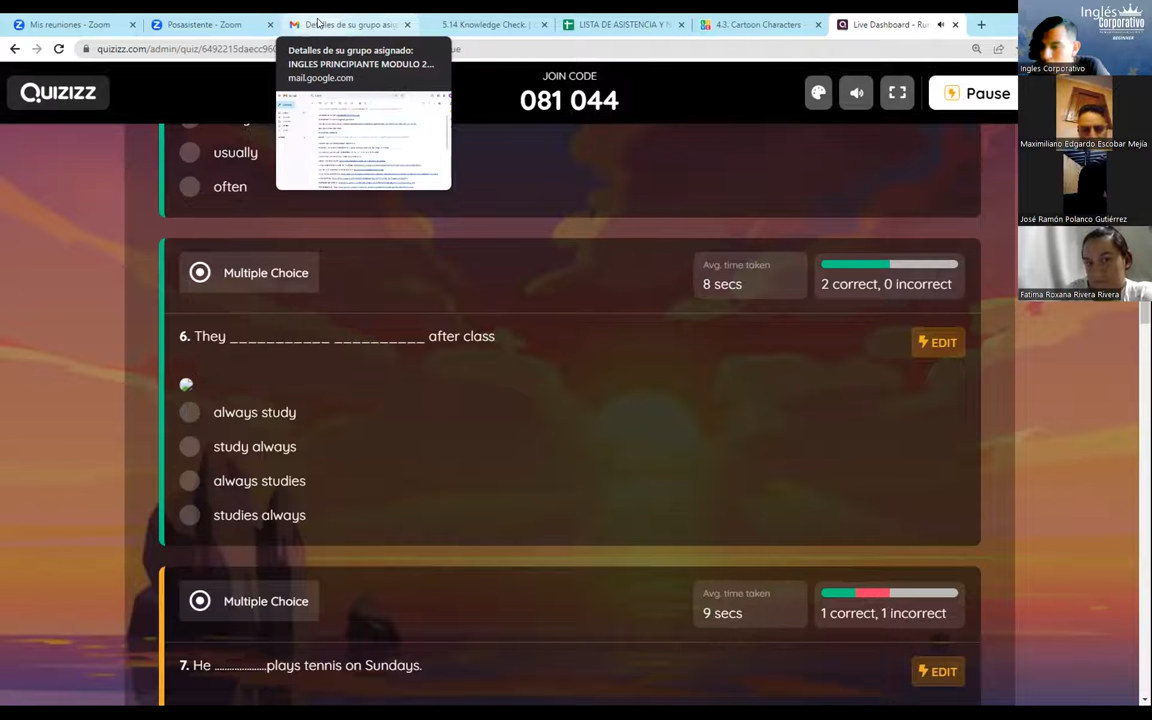 Mis reuniones - Zoom
Posasistente - Zoom
Detalles de su grupo asig
5.14 Knowledge Check. |
LISTA DE ASISTENCIA Y N
4.3. Cartoon Characters
Live Dashboard - Ru
quizizz.com/admin/quiz/6492215daecc96
ue
Detalles de su grupo asignado:
INGLES PRINCIPIANTE MODULO 2...
mail.google.com
Quizizz
JOIN CODE
081 044
Pause
Inglés
Corporativo
BEGINNER
Ingles Corporativo
Maximiliano Edgardo Escobar Mejía
José Ramón Polanco Gutiérrez
Fatima Roxana Rivera Rivera
usually
often
Multiple Choice
Avg. time taken
8 secs
2 correct, 0 incorrect
6. They ___________ __________ after class
EDIT
always study
study always
always studies
studies always
Multiple Choice
Avg. time taken
9 secs
1 correct, 1 incorrect
7. He ....................plays tennis on Sundays.
EDIT